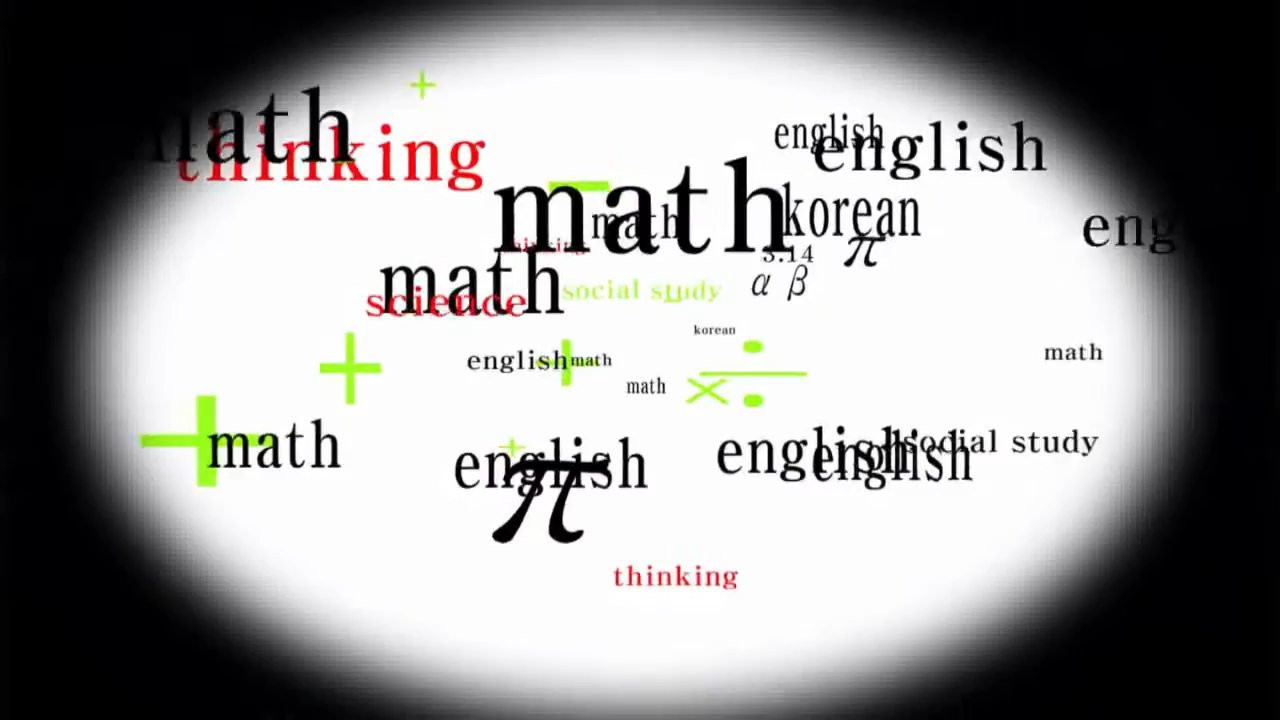 +
math
thinking
english
english
math
korean
math
eng
thinking
π
3.14
math
science
social study
α β
korean
+
english
+
math
math
÷
×
math
+
math
+
english
english
english
social study
π
thinking